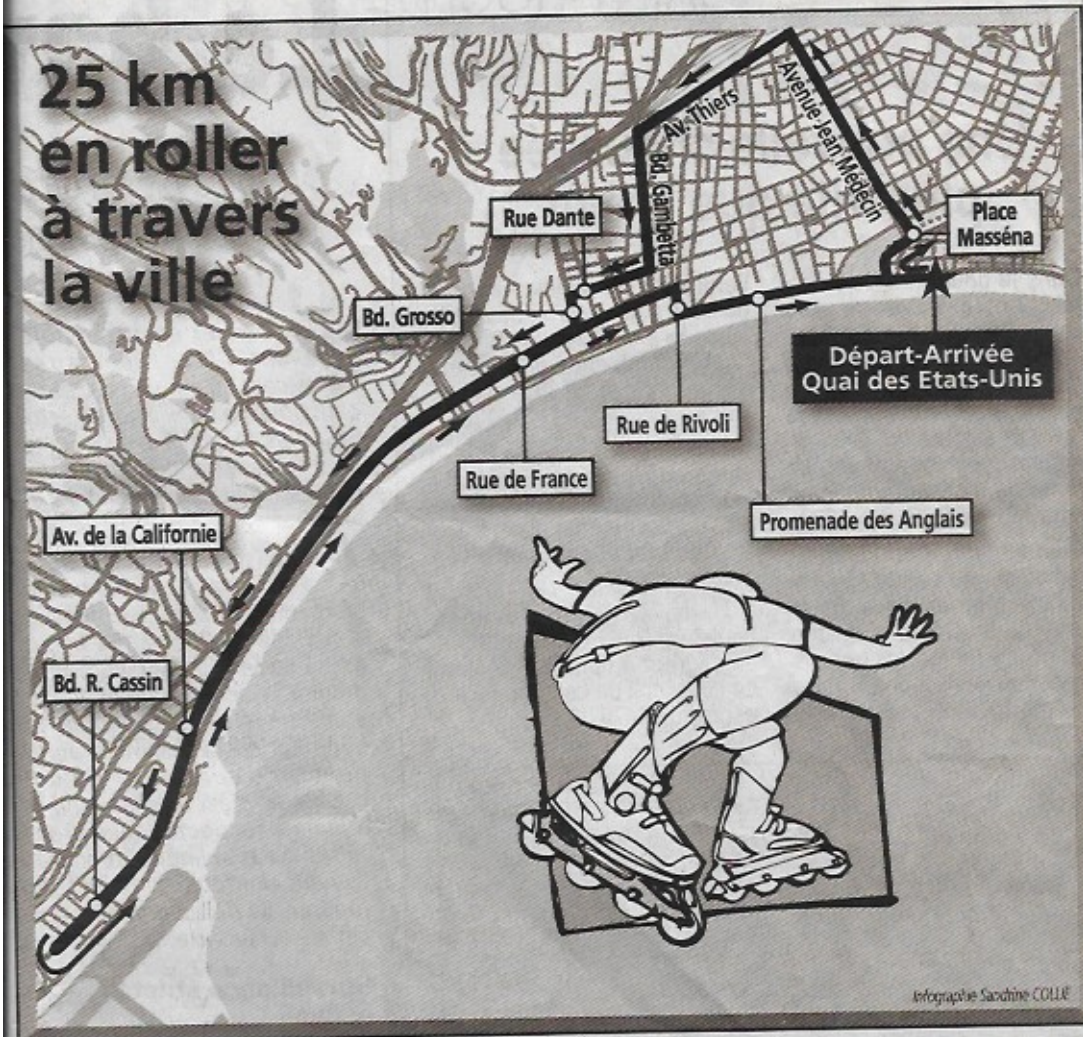 25 km
en roller
à travers
la ville
Av. Thiers
Avenue Jean Médecin
Bd. Gambetta
Rue Dante
Place
Masséna
Bd. Grosso
Départ-Arrivée
Quai des Etats-Unis
Rue de Rivoli
Rue de France
Promenade des Anglais
Av. de la Californie
Bd. R. Cassin
Infographie Sandrine COLLIÉ